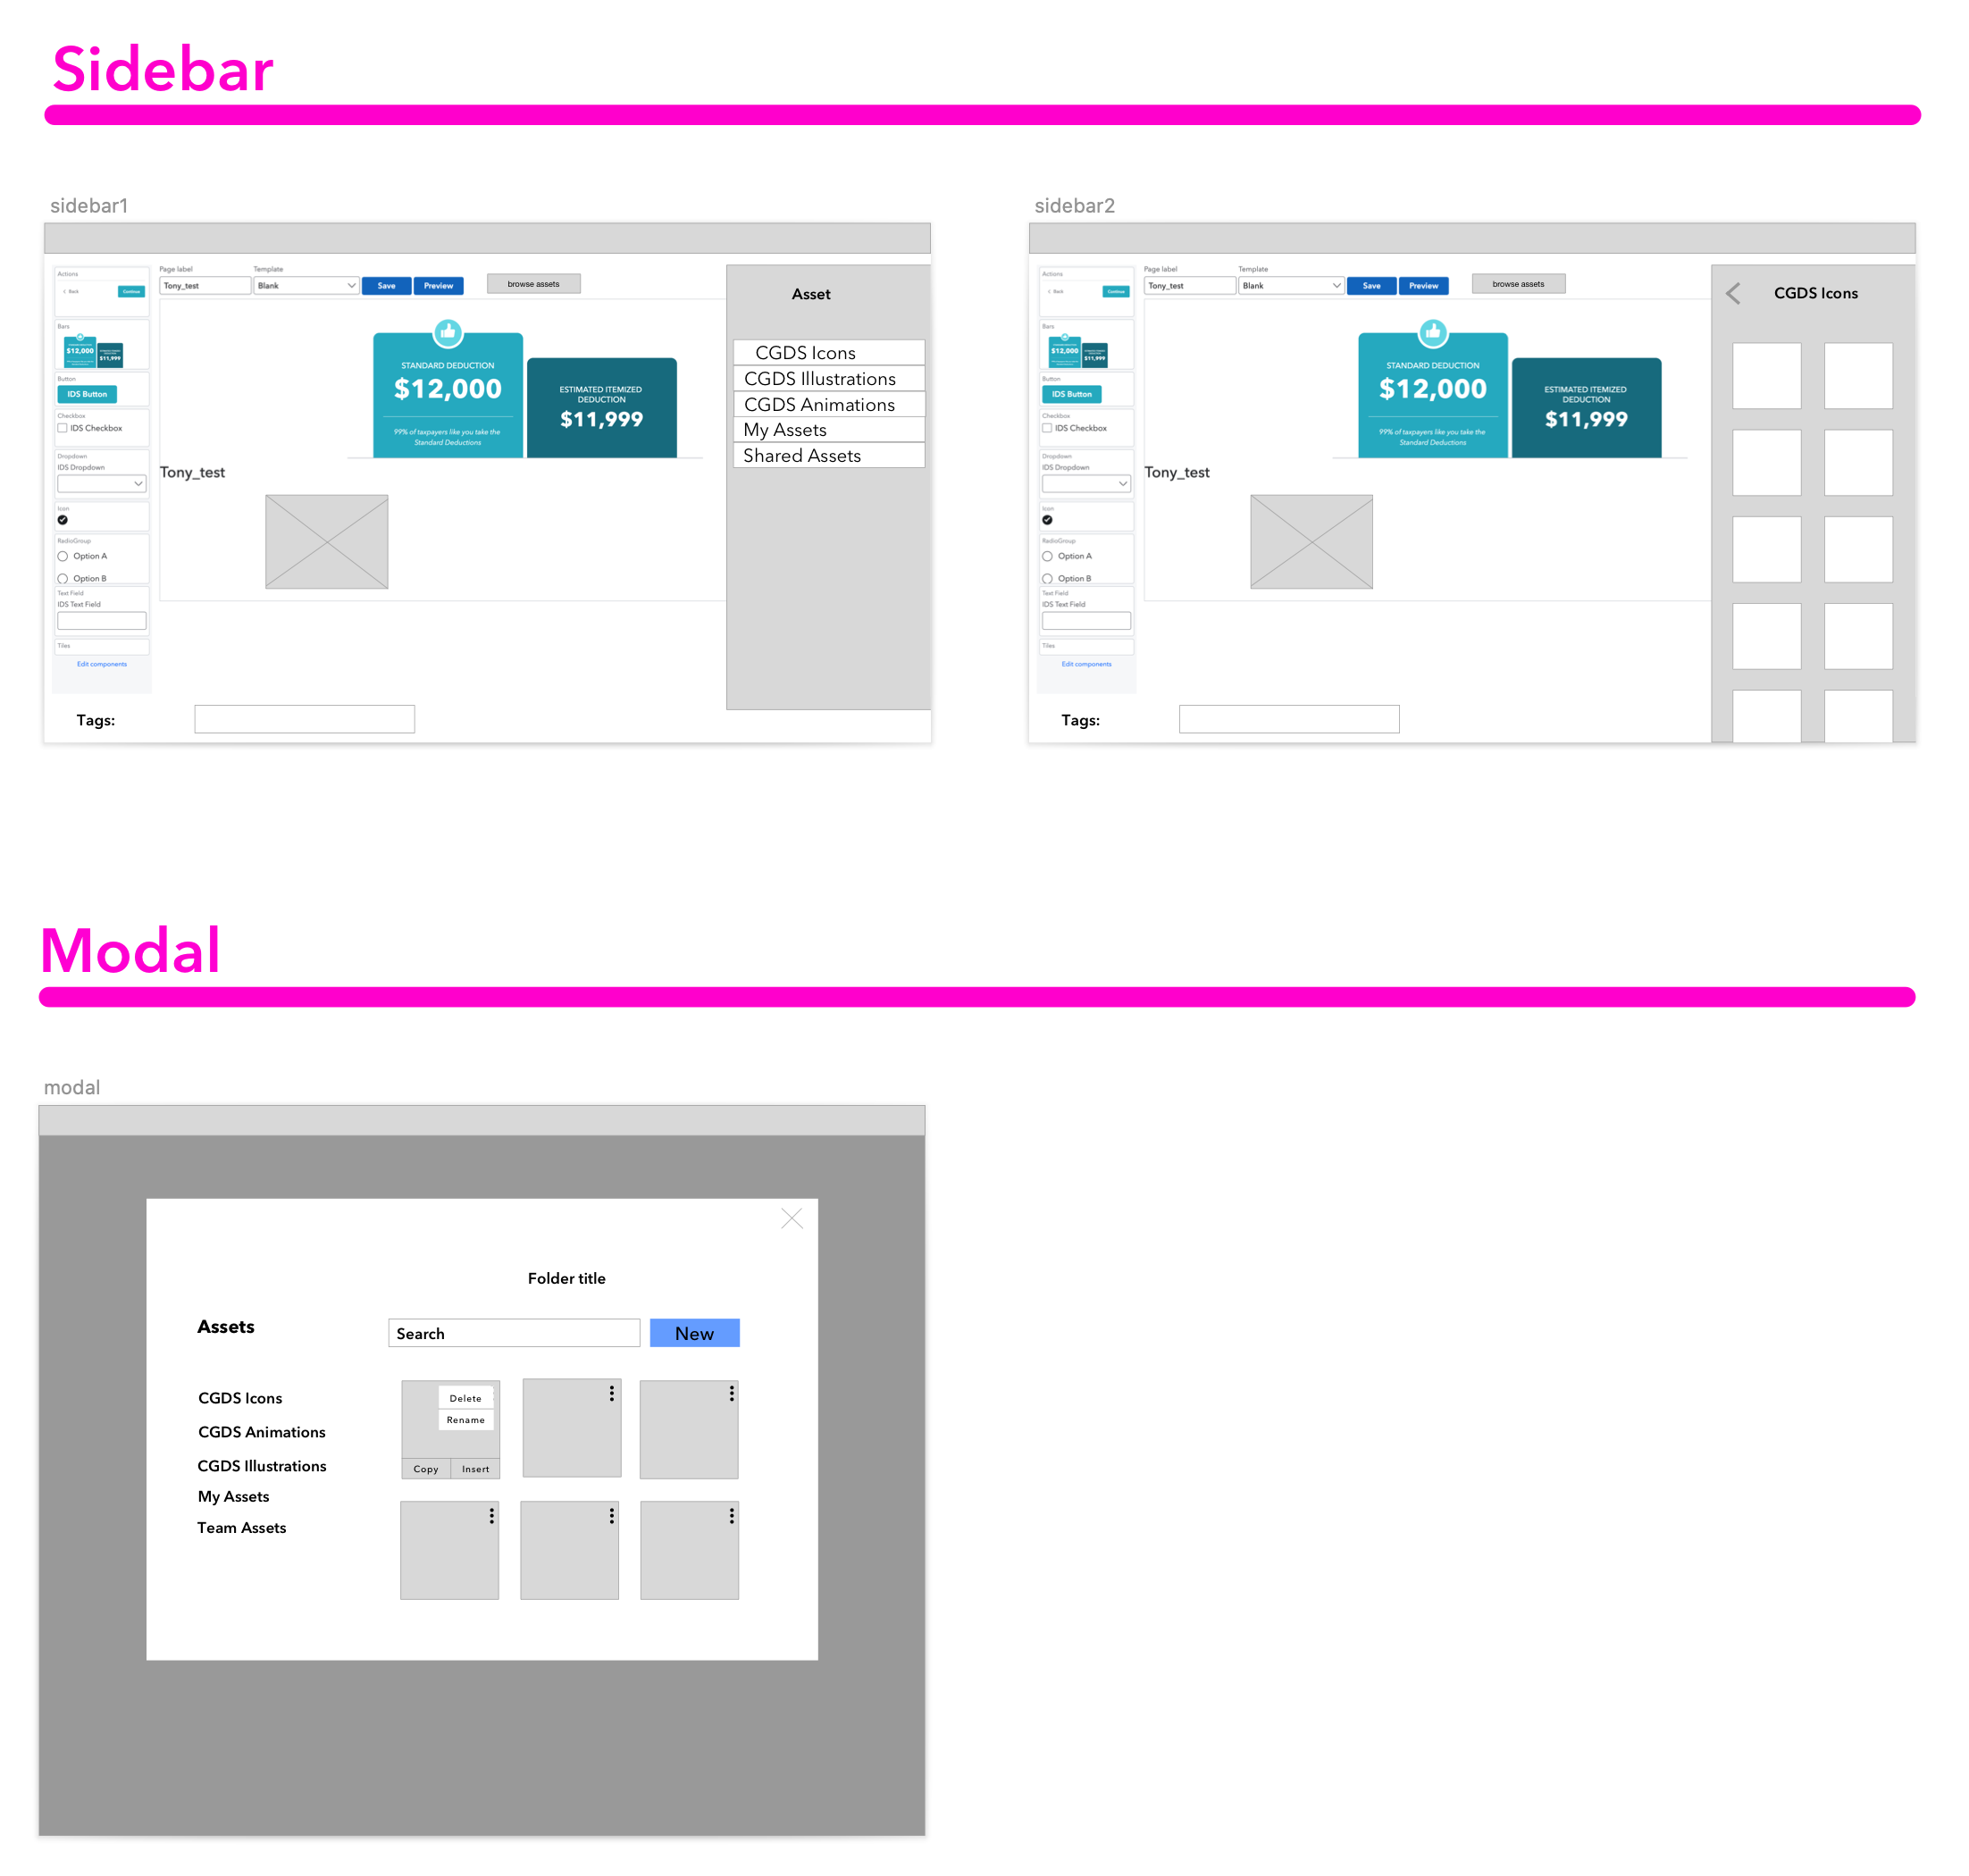 Sidebar
sidebar1
Actions
Back
Continue
Bars
STANDARD DEDUCTION
$12,000
$11,999
Button
IDS Button
Checkbox
IDS Checkbox
Dropdown
IDS Dropdown
Icon
RadioGroup
Option A
Option B
Text Field
IDS Text Field
Tiles
Edit components
Page label
Template
Tony_test
Blank
Save
Preview
browse assets
STANDARD DEDUCTION
$12,000
99% of taxpayers like you take the
Standard Deductions
ESTIMATED ITEMIZED
DEDUCTION
$11,999
Tony_test
Asset
CGDS Icons
CGDS Illustrations
CGDS Animations
My Assets
Shared Assets
Tags:
sidebar2
Actions
Back
Continue
Bars
STANDARD DEDUCTION
$12,000
$11,999
Button
IDS Button
Checkbox
IDS Checkbox
Dropdown
IDS Dropdown
Icon
RadioGroup
Option A
Option B
Text Field
IDS Text Field
Tiles
Edit components
Page label
Template
Tony_test
Blank
Save
Preview
browse assets
STANDARD DEDUCTION
$12,000
99% of taxpayers like you take the
Standard Deductions
ESTIMATED ITEMIZED
DEDUCTION
$11,999
Tony_test
CGDS Icons
Tags:
Modal
modal
Folder title
Assets
Search
New
CGDS Icons
CGDS Animations
CGDS Illustrations
My Assets
Team Assets
Delete
Rename
Copy
Insert